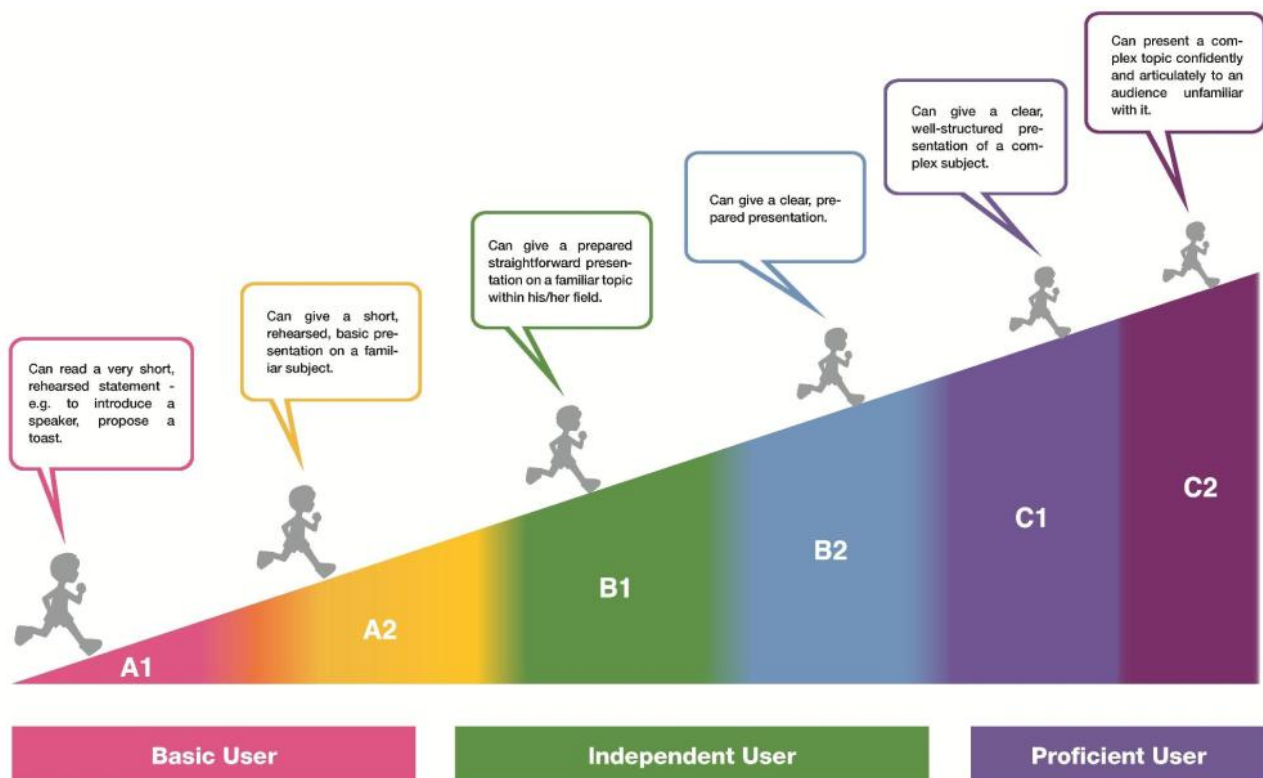 Can present a com-
plex topic confidently
and articulately to an
audience unfamiliar
with it.
Can give a clear,
well-structured pre-
sentation of a com-
plex subject.
Can give a clear, pre-
pared presentation.
Can give a prepared
straightforward presen-
tation on a familiar topic
within his/her field.
Can give a short,
rehearsed, basic pre-
sentation on a famil-
iar subject.
Can read a very short,
rehearsed statement -
e.g. to introduce a
speaker, propose a
toast.
A1
A2
B1
B2
C1
C2
Basic User
Independent User
Proficient User